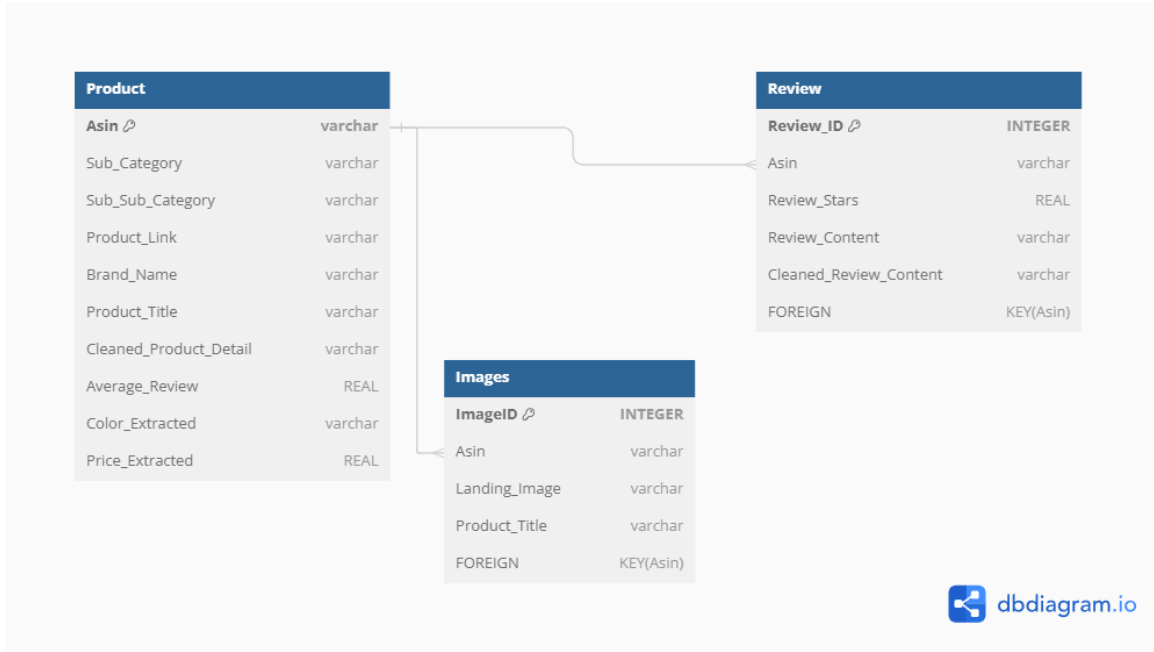 Product
Asin varchar
Sub_Category varchar
Sub_Sub_Category varchar
Product_Link varchar
Brand_Name varchar
Product_Title varchar
Cleaned_Product_Detail varchar
Average_Review REAL
Color_Extracted varchar
Price_Extracted REAL
Review
Review_ID INTEGER
Asin varchar
Review_Stars REAL
Review_Content varchar
Cleaned_Review_Content varchar
FOREIGN KEY(Asin)
Images
ImageID INTEGER
Asin varchar
Landing_Image varchar
Product_Title varchar
FOREIGN KEY(Asin)
dbdiagram.io